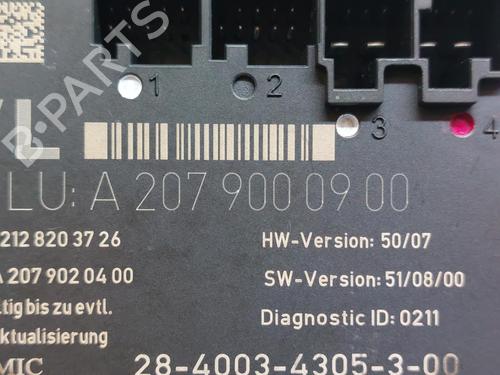 B-PARTS
1 2
3 4
LU: A 207 900 09 00
212 820 37 26 HW-Version: 50/07
A 207 902 04 00 SW-Version: 51/08/00
ltig bis zu evtl. Diagnostic ID: 0211
ktualisierung
MIC 28-4003-4305-3-00